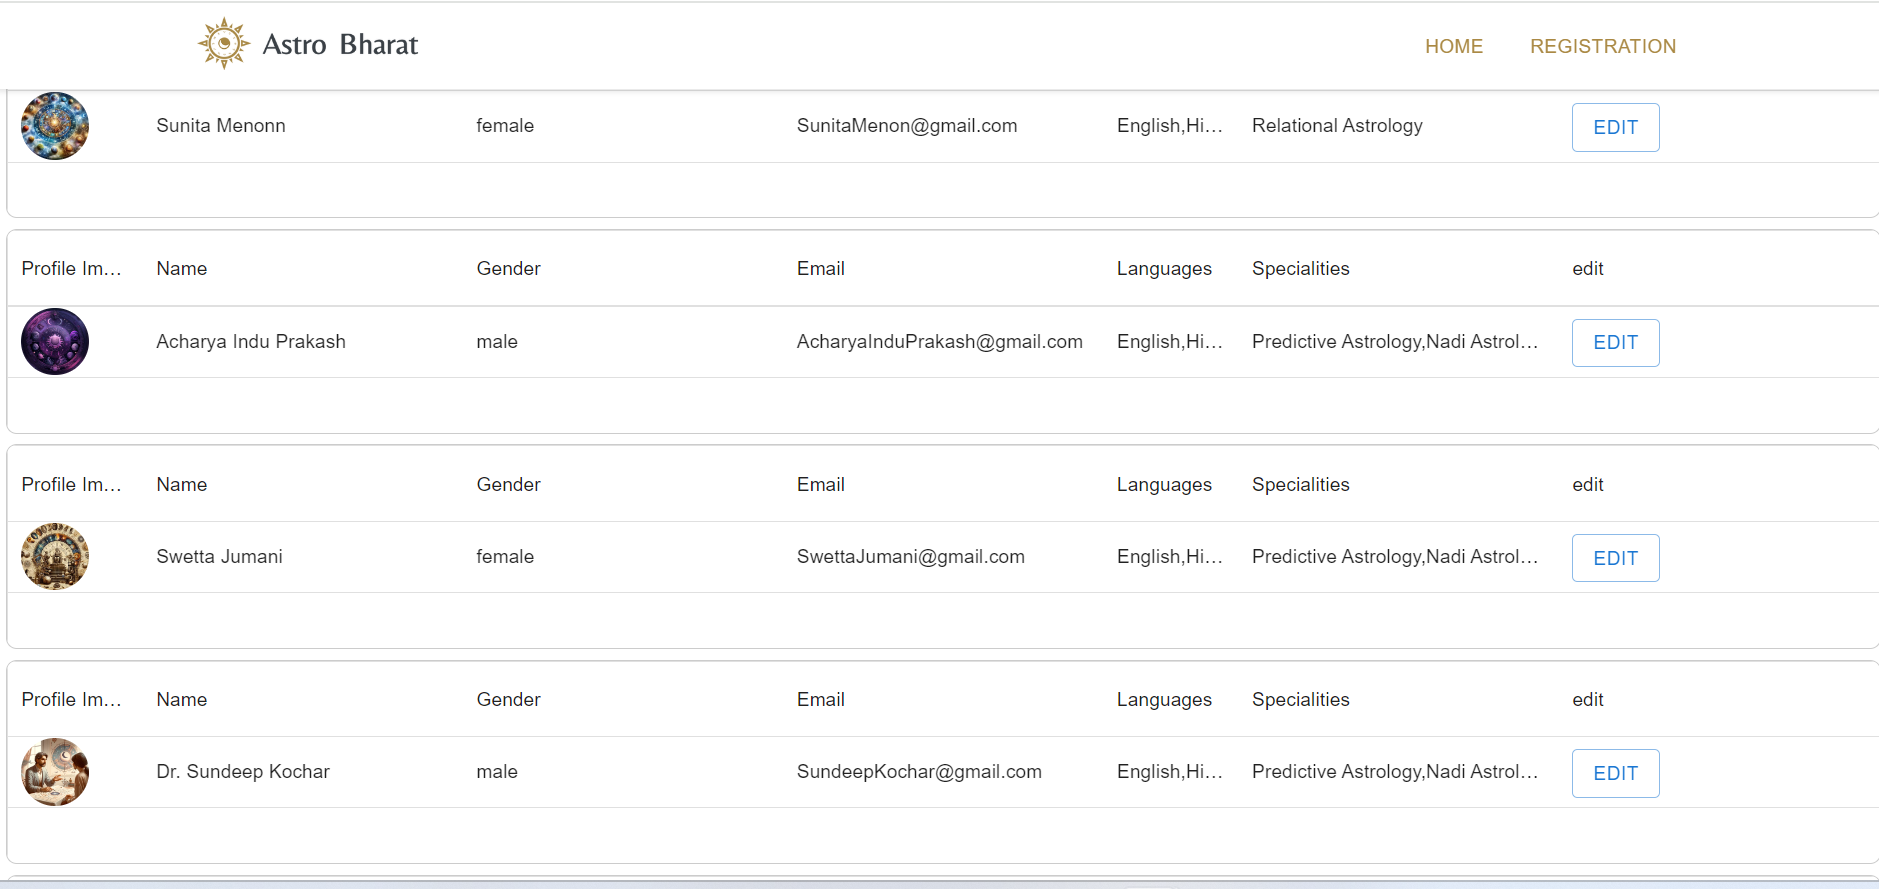 Astro Bharat HOME REGISTRATION
Sunita Menonn female SunitaMenon@gmail.com English,Hi... Relational Astrology EDIT
Profile Im... Name Gender Email Languages Specialities edit
Acharya Indu Prakash male AcharyaInduPrakash@gmail.com English,Hi... Predictive Astrology,Nadi Astrol... EDIT
Profile Im... Name Gender Email Languages Specialities edit
Swetta Jumani female SwettaJumani@gmail.com English,Hi... Predictive Astrology,Nadi Astrol... EDIT
Profile Im... Name Gender Email Languages Specialities edit
Dr. Sundeep Kochar male SundeepKochar@gmail.com English,Hi... Predictive Astrology,Nadi Astrol... EDIT